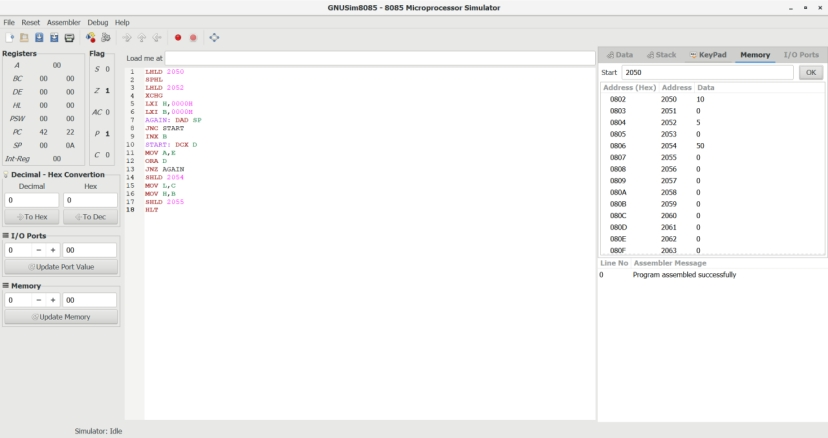 GNUSim8085 - 8085 Microprocessor Simulator
File Reset Assembler Debug Help
Registers
A 00
BC 00 00
DE 00 00
HL 00 00
PSW 00 00
PC 42 22
SP 00 0A
Int-Reg 00
Flag
S 0
Z 1
AC 0
P 1
C 0
Decimal - Hex Convertion
Decimal Hex
0 0
To Hex To Dec
I/O Ports
0 - + 00
Update Port Value
Memory
0 - + 00
Update Memory
Load me at
1 LHLD 2050
2 SPHL
3 LHLD 2052
4 XCHG
5 LXI H,0000H
6 LXI B,0000H
7 AGAIN: DAD SP
8 JNC START
9 INX B
10 START: DCX D
11 MOV A,E
12 ORA D
13 JNZ AGAIN
14 SHLD 2054
15 MOV L,C
16 MOV H,B
17 SHLD 2055
18 HLT
Data Stack KeyPad Memory I/O Ports
Start 2050 OK
Address (Hex) Address Data
0802 2050 10
0803 2051 0
0804 2052 5
0805 2053 0
0806 2054 50
0807 2055 0
0808 2056 0
0809 2057 0
080A 2058 0
080B 2059 0
080C 2060 0
080D 2061 0
080E 2062 0
080F 2063 0
Line No Assembler Message
0 Program assembled successfully
Simulator: Idle